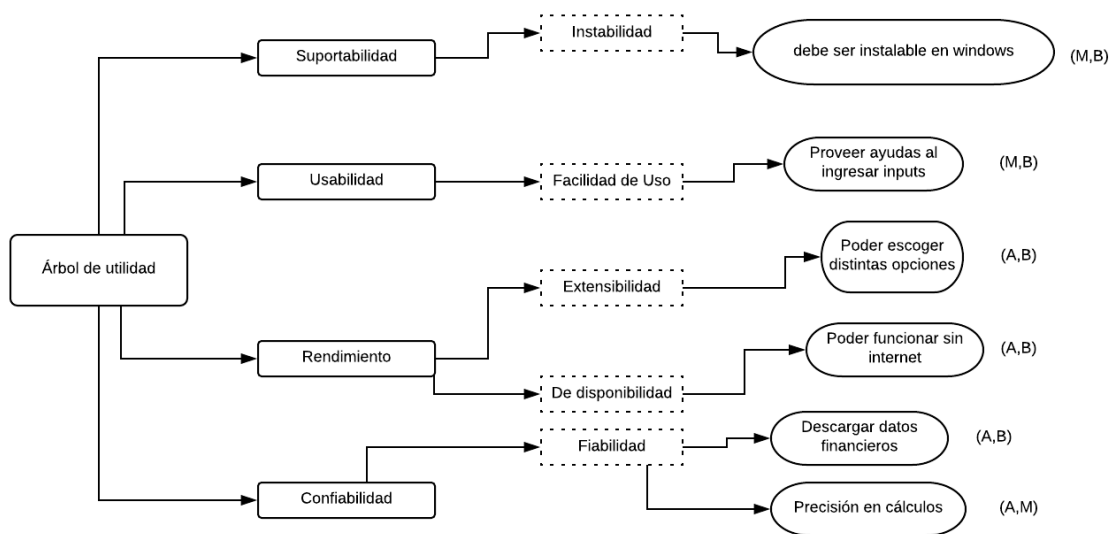 Suportabilidad
Instabilidad
debe ser instalable en windows
(M,B)
Usabilidad
Facilidad de Uso
Proveer ayudas al
ingresar inputs
(M,B)
Árbol de utilidad
Extensibilidad
Poder escoger
distintas opciones
(A,B)
Rendimiento
De disponibilidad
Poder funcionar sin
internet
(A,B)
Confiabilidad
Fiabilidad
Descargar datos
financieros
(A,B)
Precisión en cálculos
(A,M)